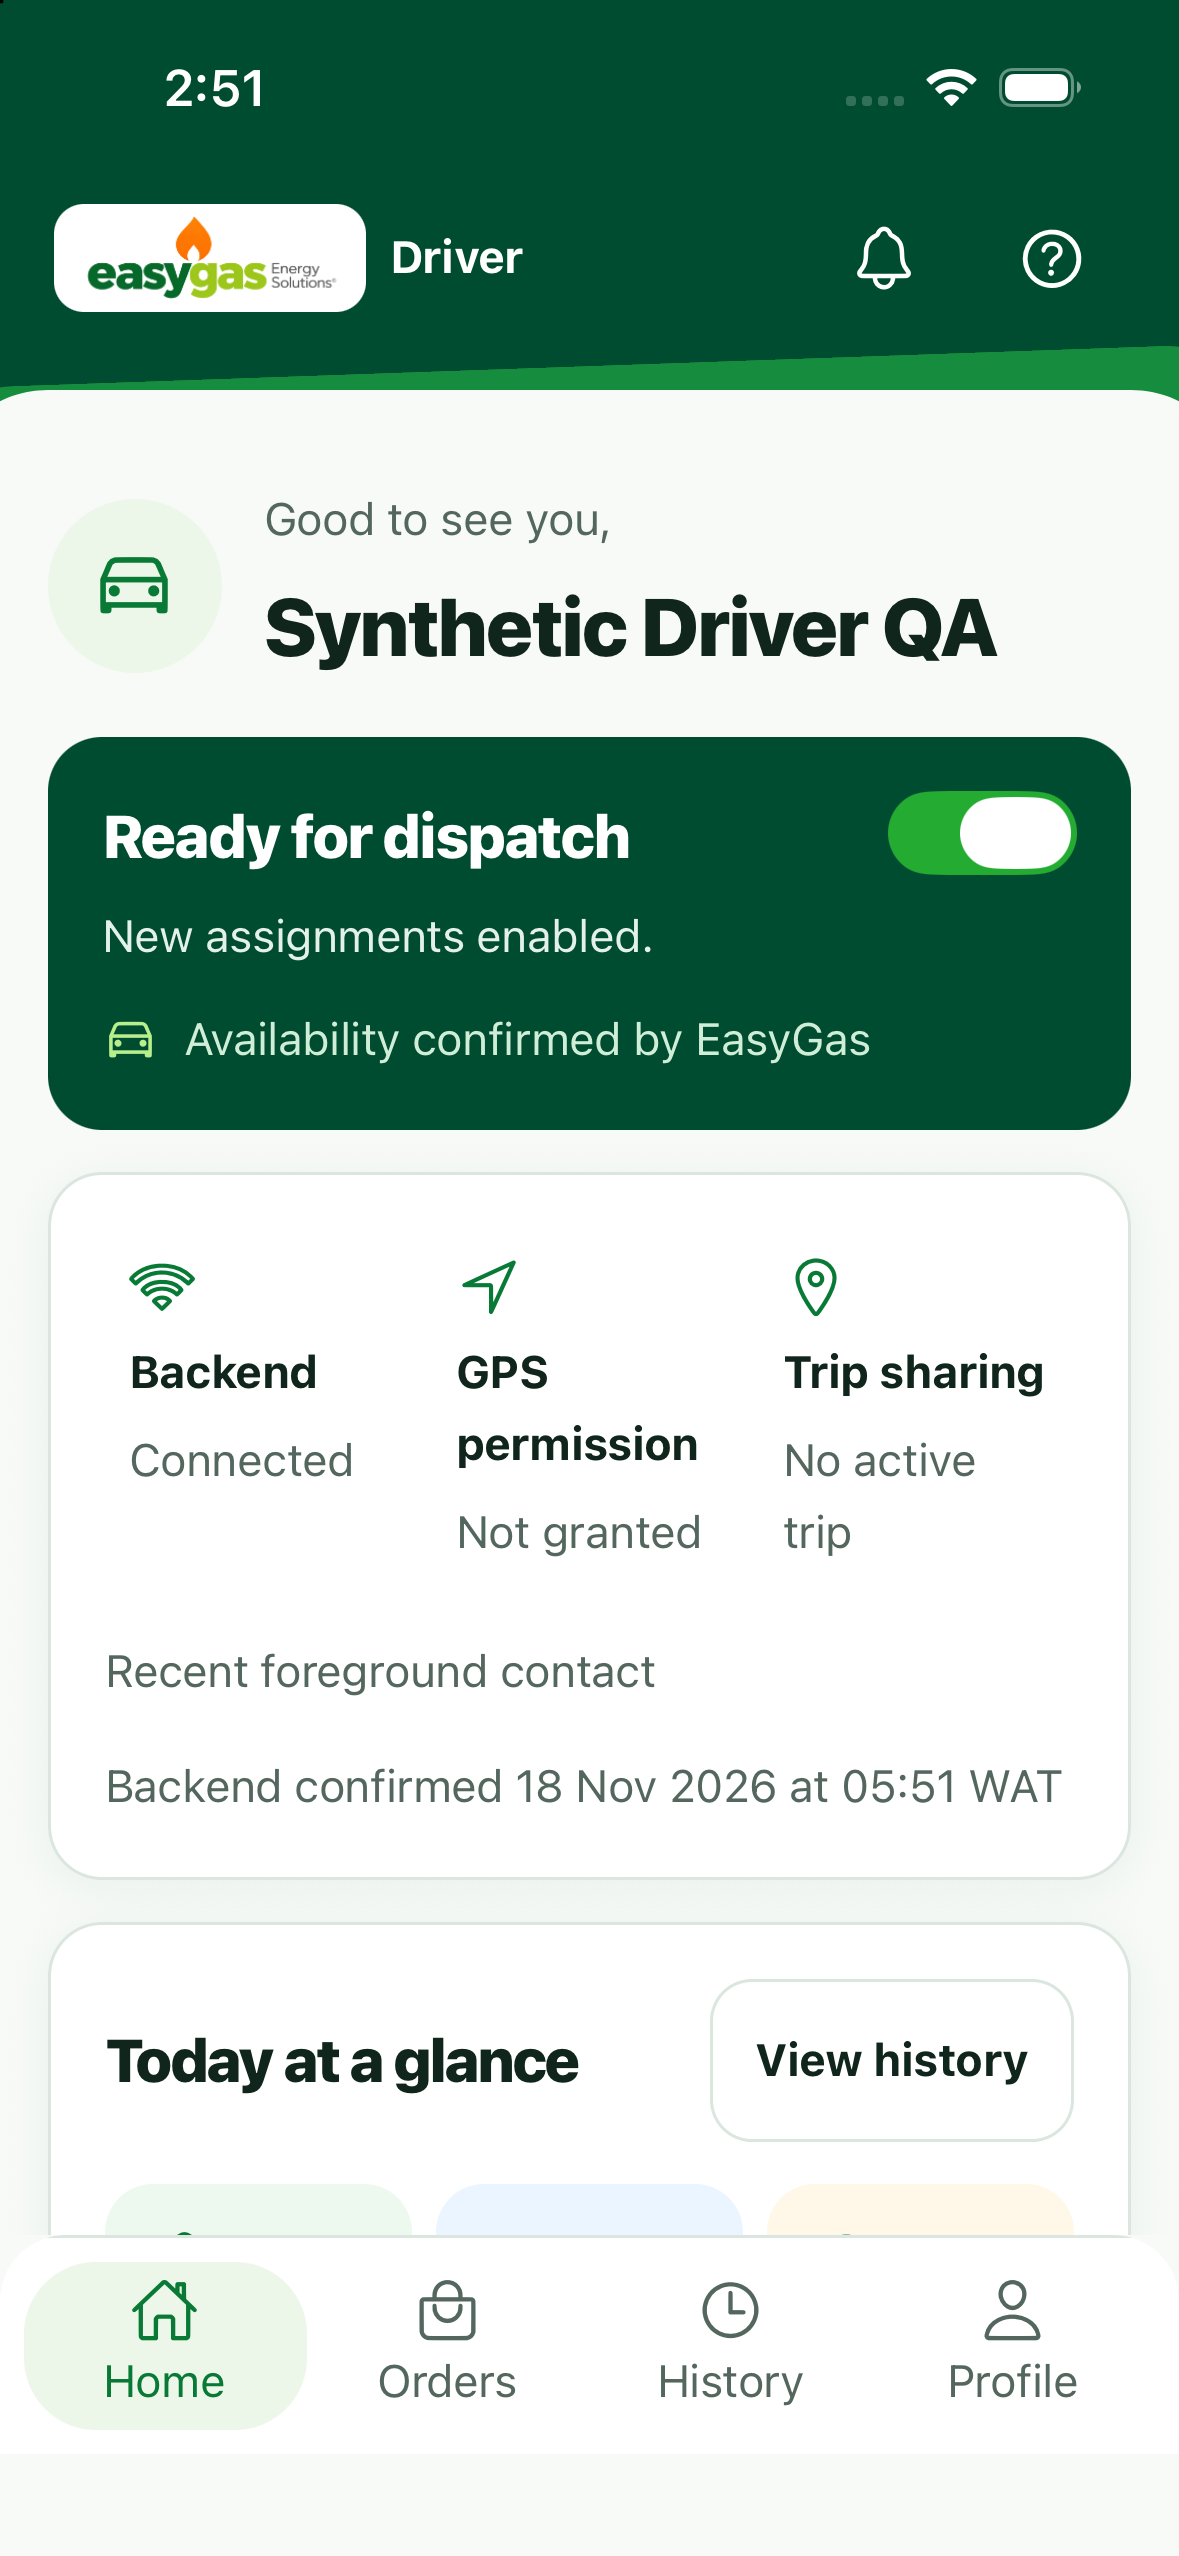 2:51
easygas Energy Solutions®
Driver
Good to see you,
Synthetic Driver QA
Ready for dispatch
New assignments enabled.
Availability confirmed by EasyGas
Backend
Connected
GPS
permission
Not granted
Trip sharing
No active
trip
Recent foreground contact
Backend confirmed 18 Nov 2026 at 05:51 WAT
Today at a glance
View history
Home
Orders
History
Profile